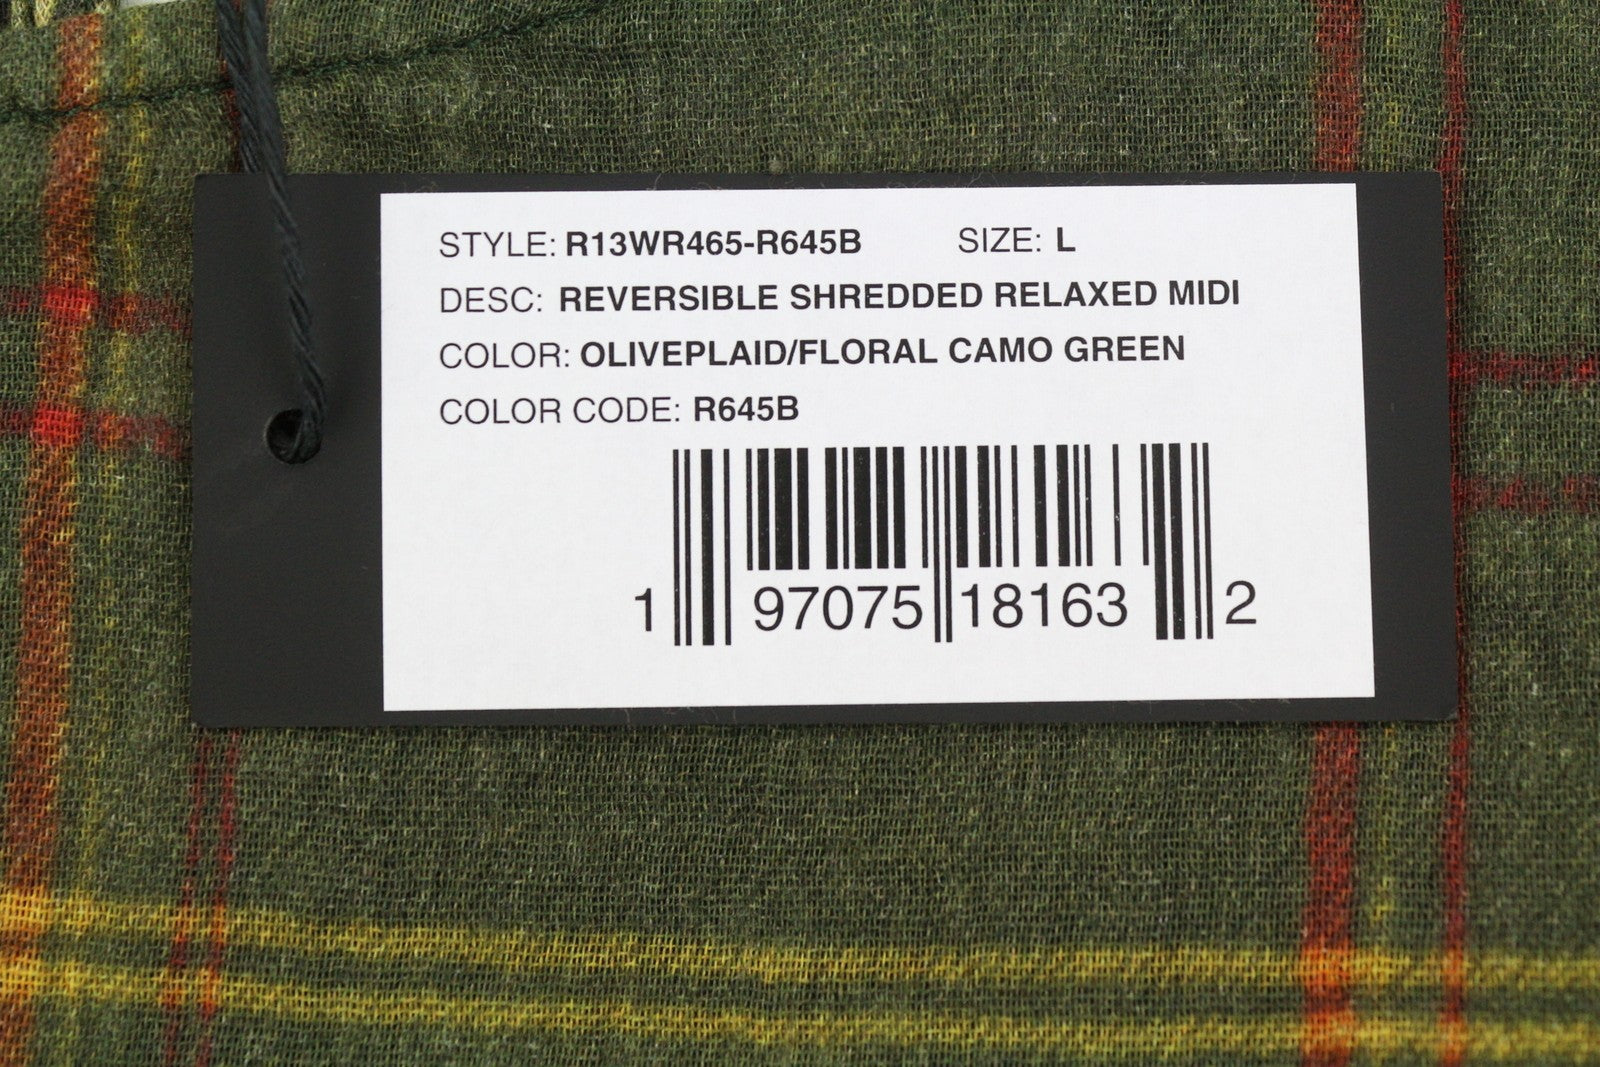 STYLE: R13WR465-R645B SIZE: L
DESC: REVERSIBLE SHREDDED RELAXED MIDI
COLOR: OLIVEPLAID/FLORAL CAMO GREEN
COLOR CODE: R645B
1 97075 18163 2